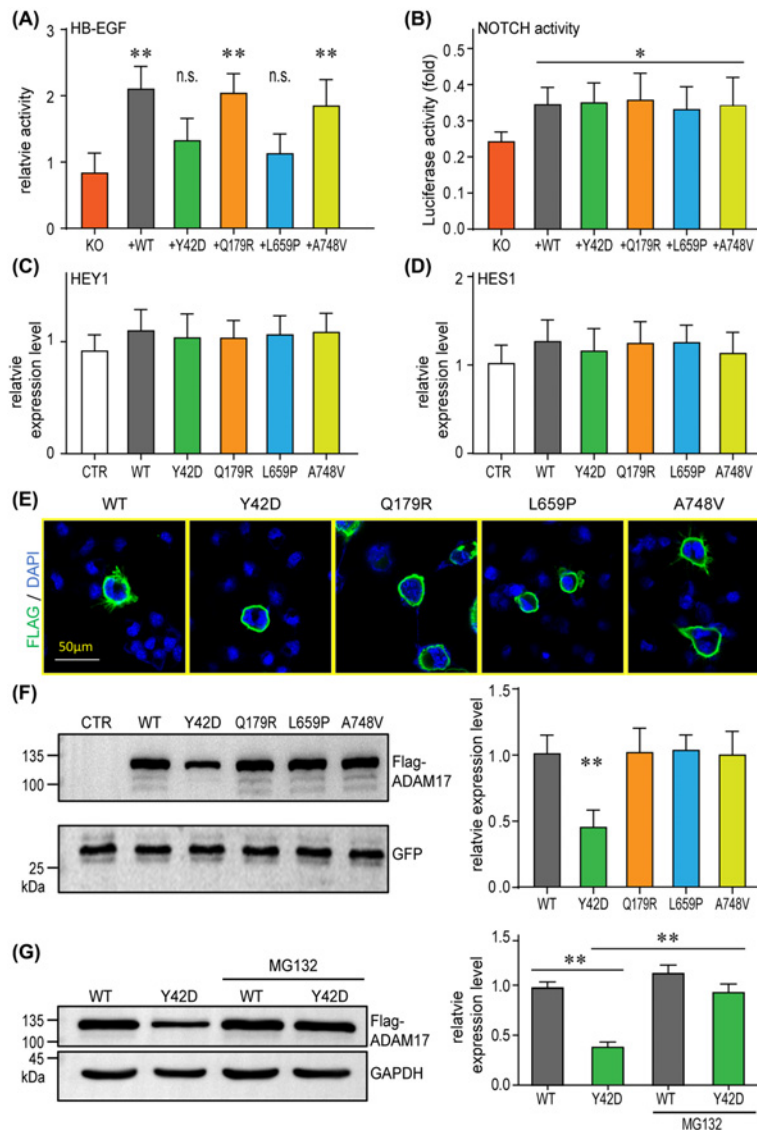 (A)
HB-EGF
relatvie activity
3
2
1
0
** n.s. ** n.s. **
KO +WT +Y42D +Q179R +L659P +A748V
(B)
NOTCH activity
Luciferase activity (fold)
0.5
0.4
0.3
0.2
0.1
0.0
*
KO +WT +Y42D +Q179R +L659P +A748V
(C)
HEY1
relatvie
expression level
2
1
0
CTR WT Y42D Q179R L659P A748V
(D)
HES1
relatvie
expression level
2
1
0
CTR WT Y42D Q179R L659P A748V
(E)
WT Y42D Q179R L659P A748V
FLAG / DAPI
50μm
(F)
CTR WT Y42D Q179R L659P A748V
135
100
Flag-
ADAM17
25
kDa
GFP
relatvie expression level
1.5
1.0
0.5
1.0
**
WT Y42D Q179R L659P A748V
(G)
MG132
WT Y42D WT Y42D
135
100
Flag-
ADAM17
45
kDa
GAPDH
relatvie
expression level
1.5
1.0
0.5
0.0
** **
WT Y42D WT Y42D
MG132